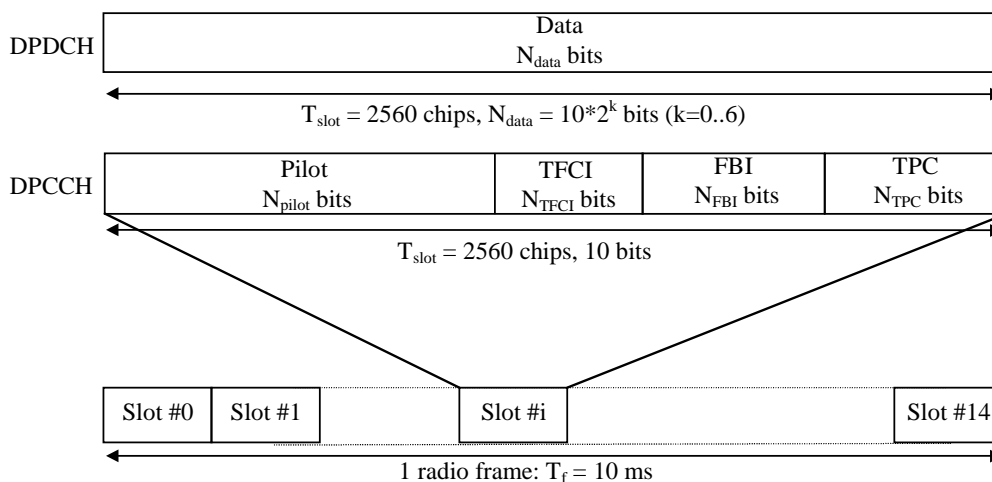 Data
DPDCH
N_data bits
T_slot = 2560 chips, N_data = 10*2^k bits (k=0..6)
Pilot TFCI FBI TPC
DPCCH
N_pilot bits N_TFCI bits N_FBI bits N_TPC bits
T_slot = 2560 chips, 10 bits
Slot #0 Slot #1 Slot #i Slot #14
1 radio frame: T_f = 10 ms